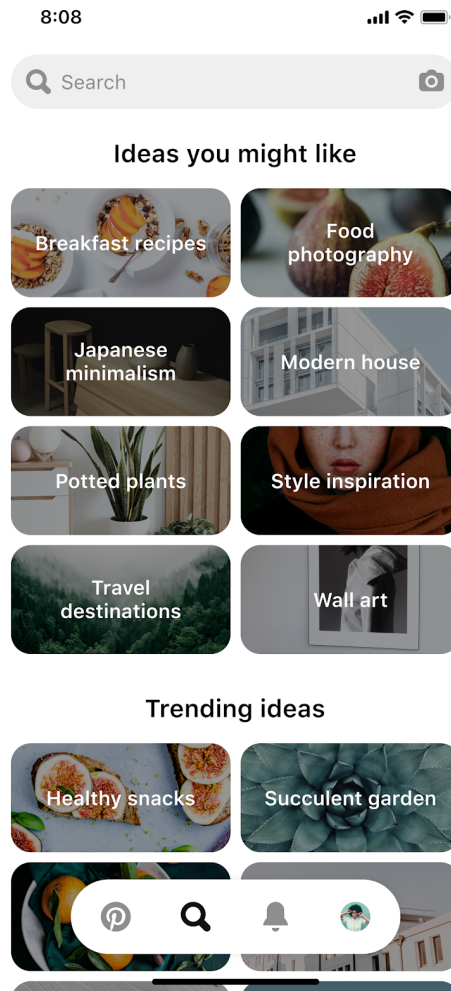 8:08
Search
Ideas you might like
Breakfast recipes
Food
photography
Japanese
minimalism
Modern house
Potted plants
Style inspiration
Travel
destinations
Wall art
Trending ideas
Healthy snacks
Succulent garden